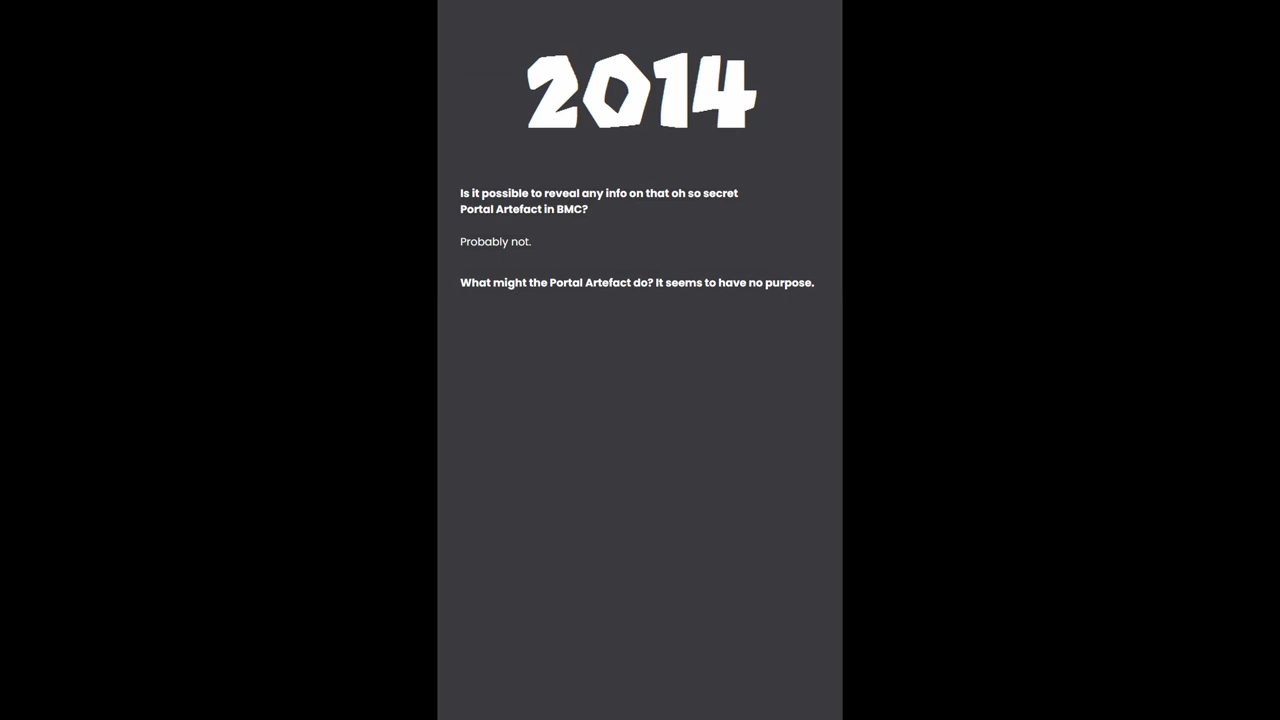 2014
Is it possible to reveal any info on that oh so secret
Portal Artefact in BMC?
Probably not.
What might the Portal Artefact do? It seems to have no purpose.